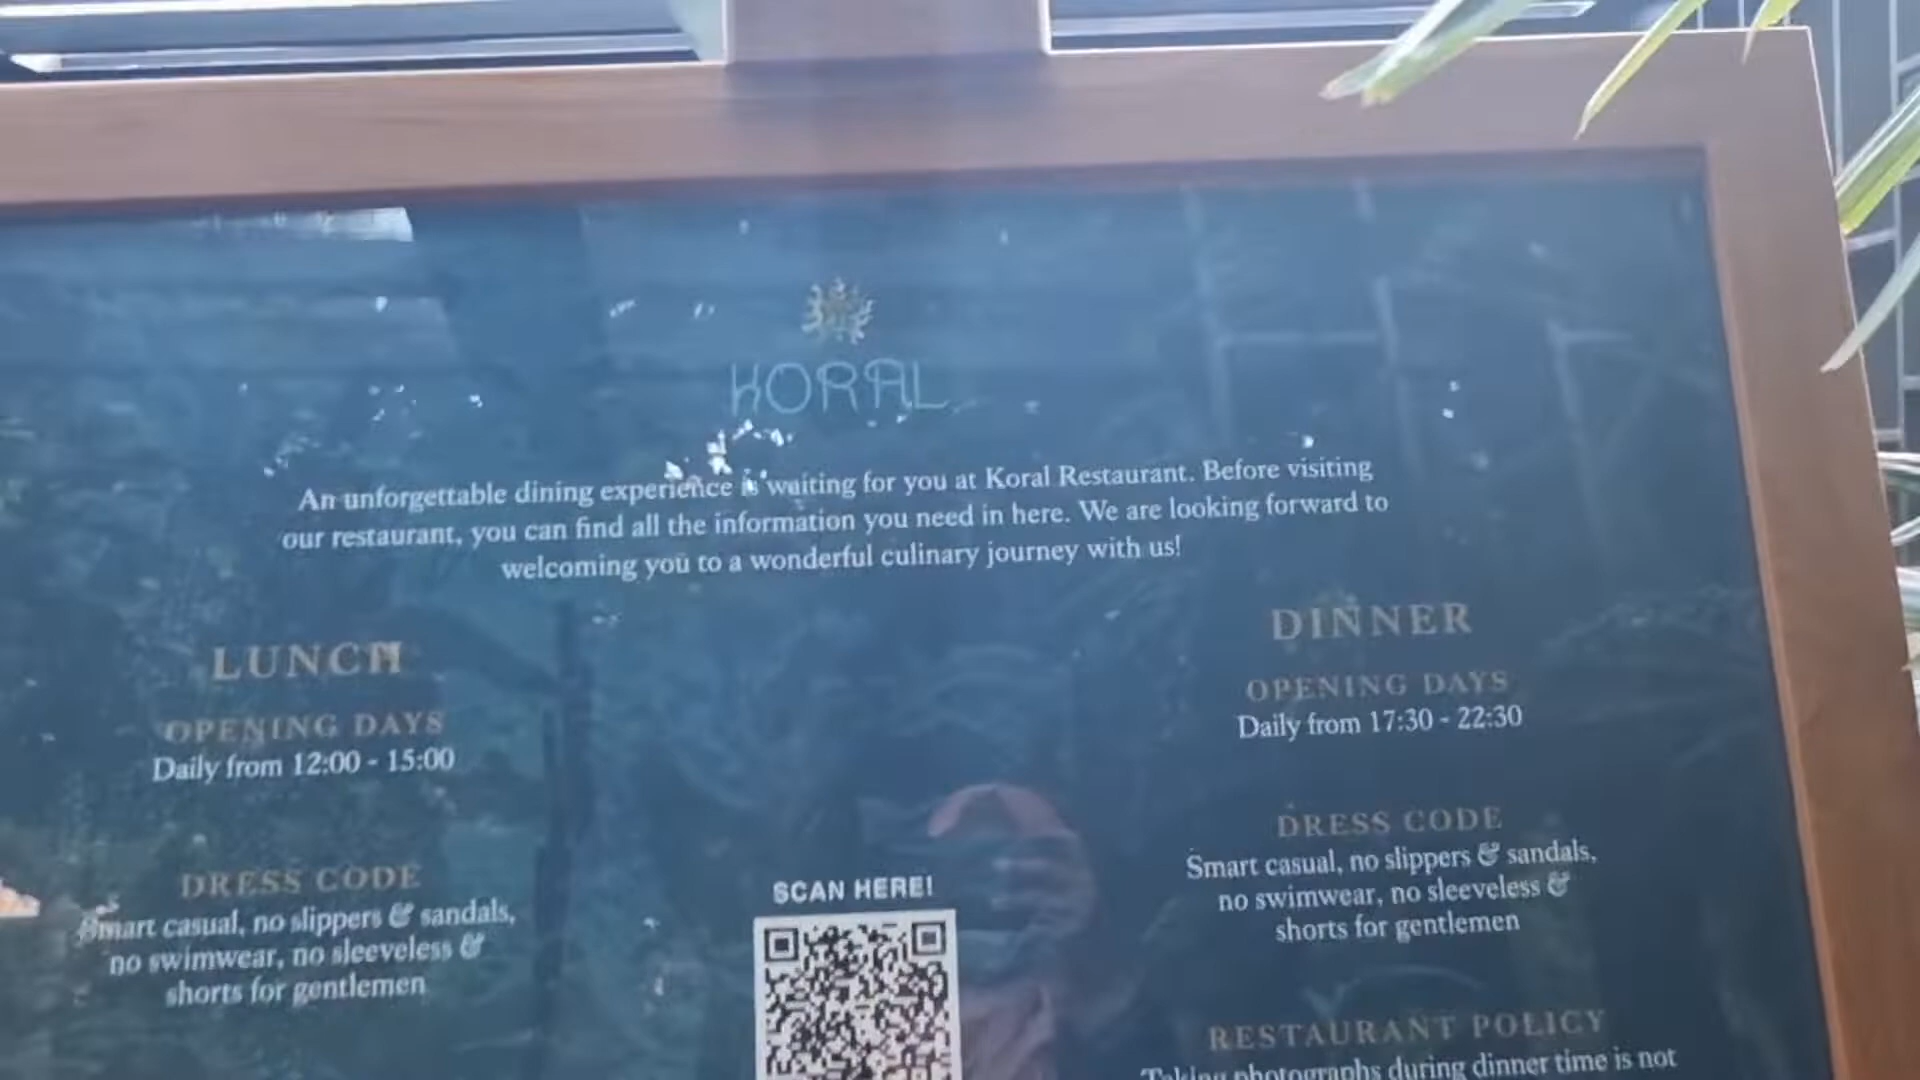 KORAL
An unforgettable dining experience is waiting for you at Koral Restaurant. Before visiting
our restaurant, you can find all the information you need in here. We are looking forward to
welcoming you to a wonderful culinary journey with us!
LUNCH
OPENING DAYS
Daily from 12:00 - 15:00
DRESS CODE
Smart casual, no slippers & sandals,
no swimwear, no sleeveless &
shorts for gentlemen
SCAN HERE!
DINNER
OPENING DAYS
Daily from 17:30 - 22:30
DRESS CODE
Smart casual, no slippers & sandals,
no swimwear, no sleeveless &
shorts for gentlemen
RESTAURANT POLICY
Taking photographs during dinner time is not